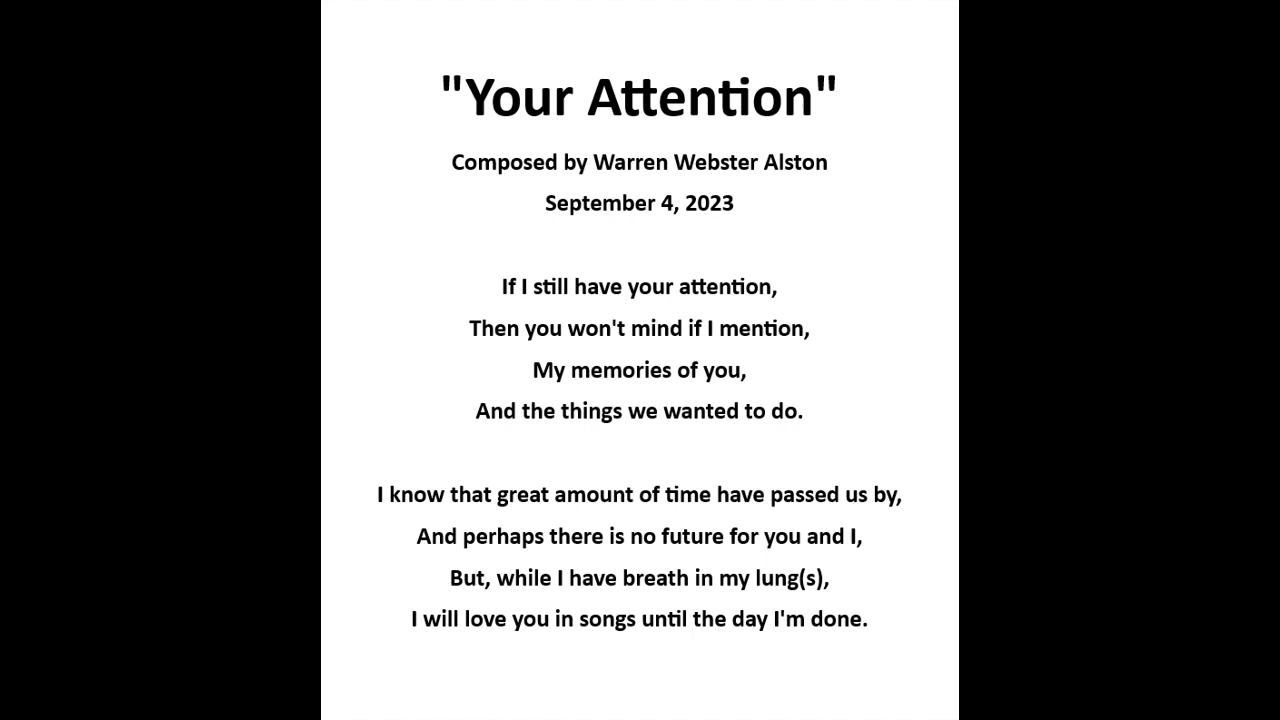 "Your Attention"
Composed by Warren Webster Alston
September 4, 2023
If I still have your attention,
Then you won't mind if I mention,
My memories of you,
And the things we wanted to do.
I know that great amount of time have passed us by,
And perhaps there is no future for you and I,
But, while I have breath in my lung(s),
I will love you in songs until the day I'm done.